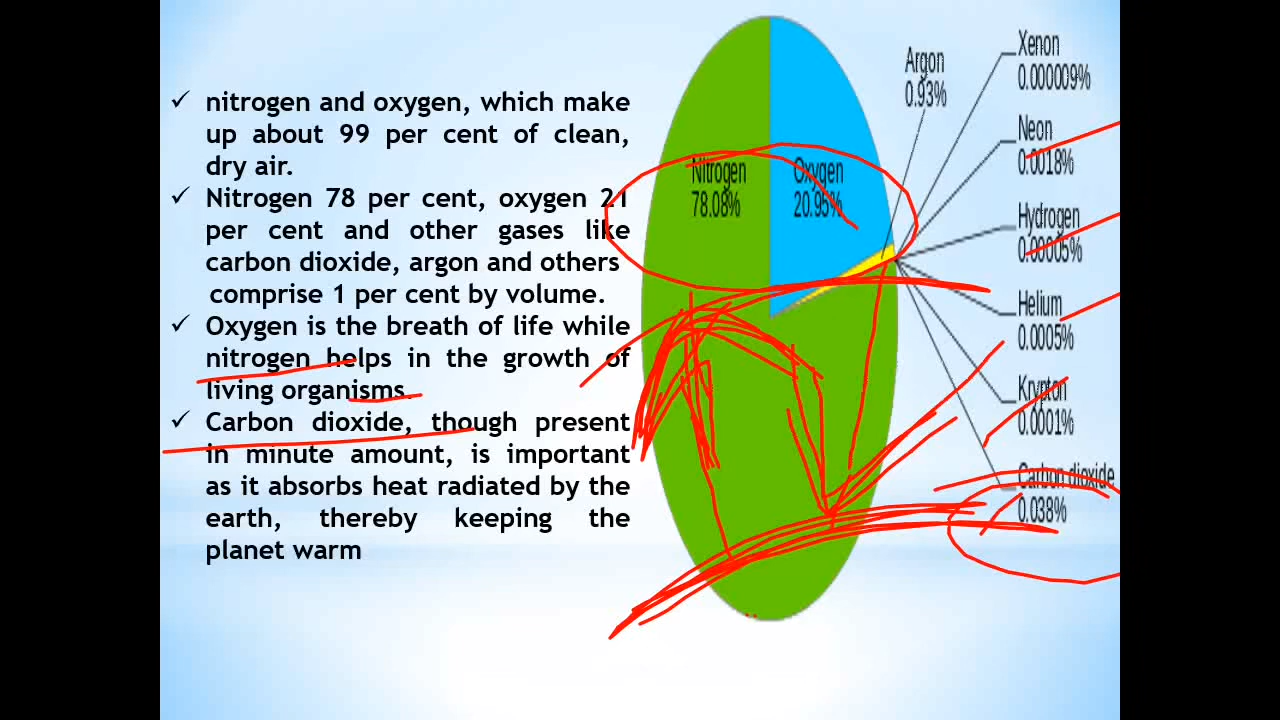 ✓ nitrogen and oxygen, which make
up about 99 per cent of clean,
dry air.
✓ Nitrogen 78 per cent, oxygen 21
per cent and other gases like
carbon dioxide, argon and others
comprise 1 per cent by volume.
✓ Oxygen is the breath of life while
nitrogen helps in the growth of
living organisms.
✓ Carbon dioxide, though present
in minute amount, is important
as it absorbs heat radiated by the
earth, thereby keeping the
planet warm
Nitrogen
78.08%
Oxygen
20.95%
Argon
0.93%
Xenon
0.000009%
Neon
0.0018%
Hydrogen
0.00005%
Helium
0.0005%
Krypton
0.0001%
Carbon dioxide
0.038%